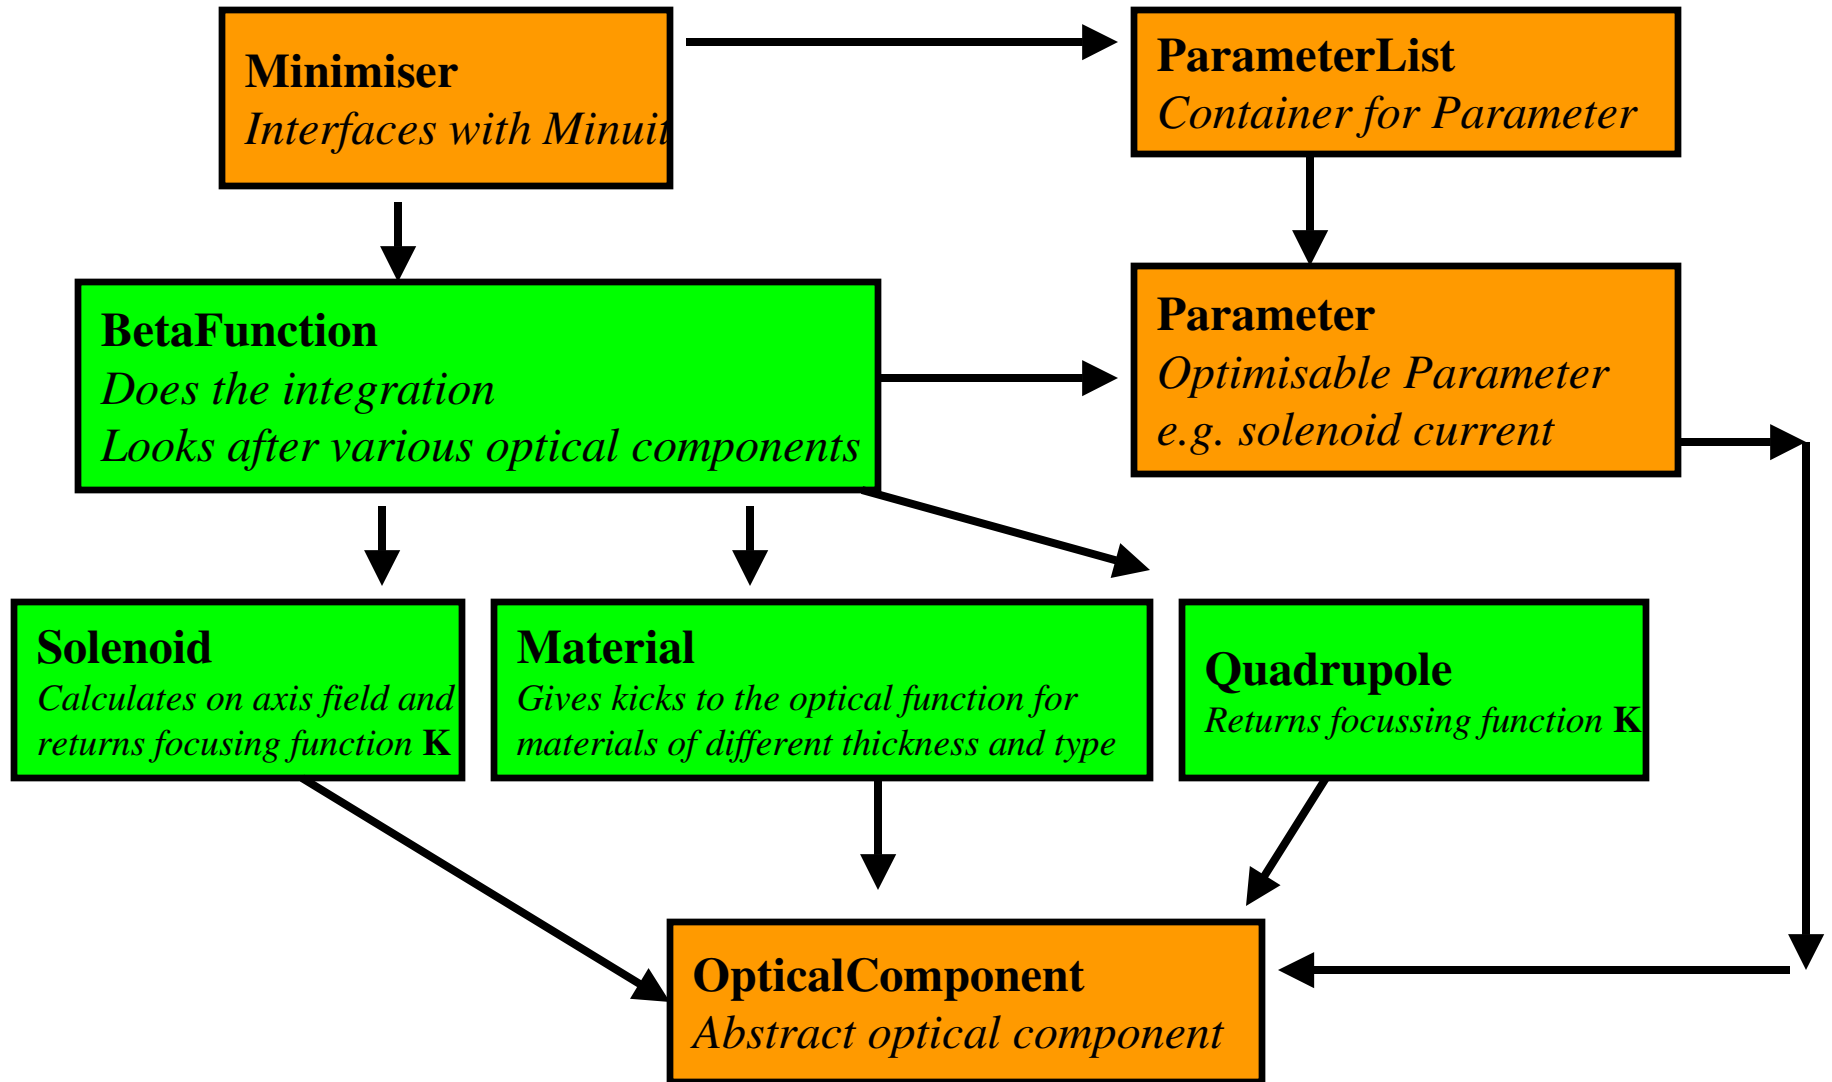 Minimiser
Interfaces with Minuit
ParameterList
Container for Parameter
BetaFunction
Does the integration
Looks after various optical components
Parameter
Optimisable Parameter
e.g. solenoid current
Solenoid
Calculates on axis field and
returns focusing function K
Material
Gives kicks to the optical function for
materials of different thickness and type
Quadrupole
Returns focussing function K
OpticalComponent
Abstract optical component